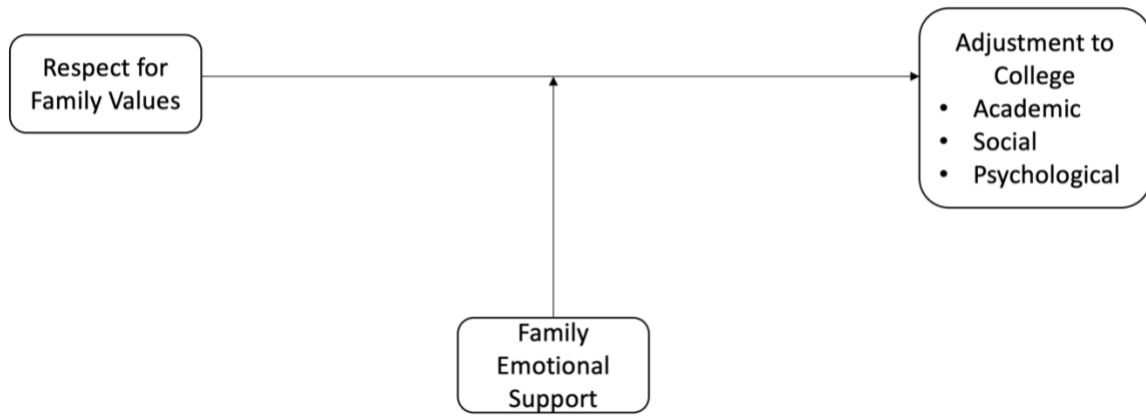 Respect for
Family Values
Adjustment to
College
• Academic
• Social
• Psychological
Family
Emotional
Support